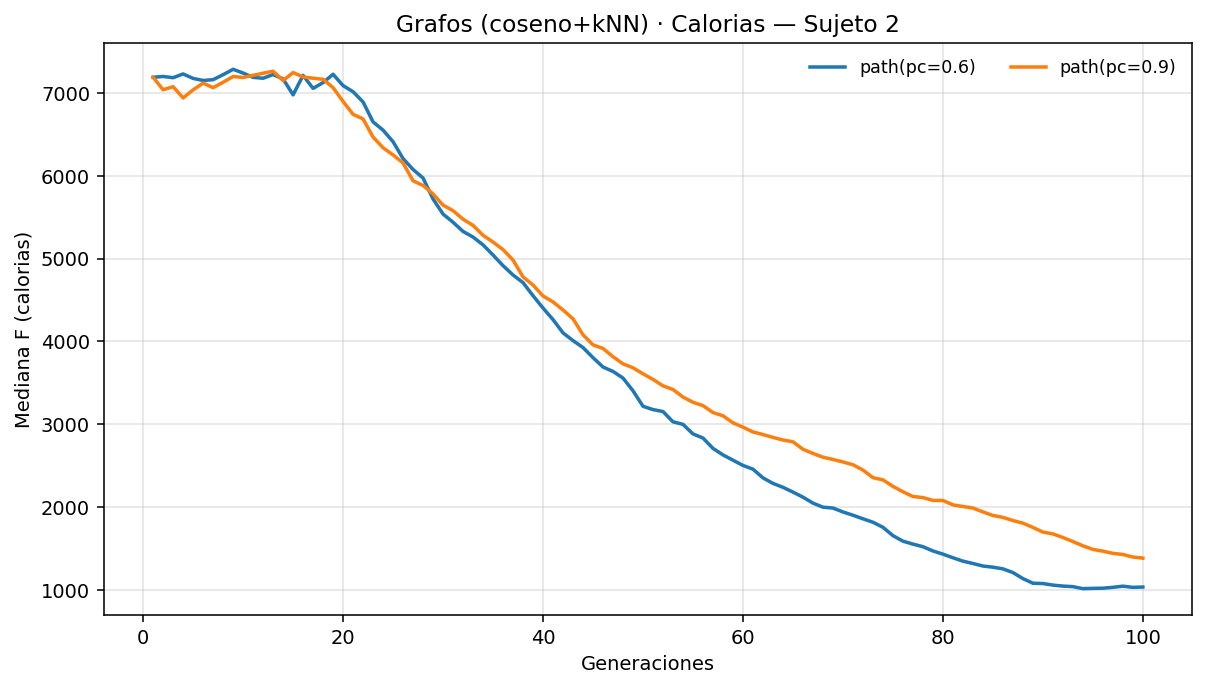 Grafos (coseno+kNN) · Calorias — Sujeto 2
path(pc=0.6)
path(pc=0.9)
Mediana F (calorias)
7000
6000
5000
4000
3000
2000
1000
0
20
40
60
80
100
Generaciones